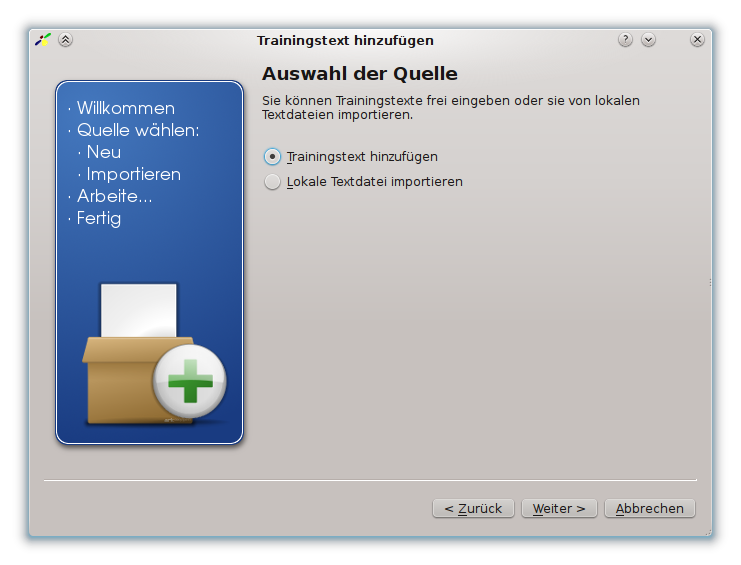 Trainingstext hinzufügen
· Willkommen
· Quelle wählen:
· Neu
· Importieren
· Arbeite...
· Fertig
Auswahl der Quelle
Sie können Trainingstexte frei eingeben oder sie von lokalen
Textdateien importieren.
Trainingstext hinzufügen
Lokale Textdatei importieren
< Zurück
Weiter >
Abbrechen